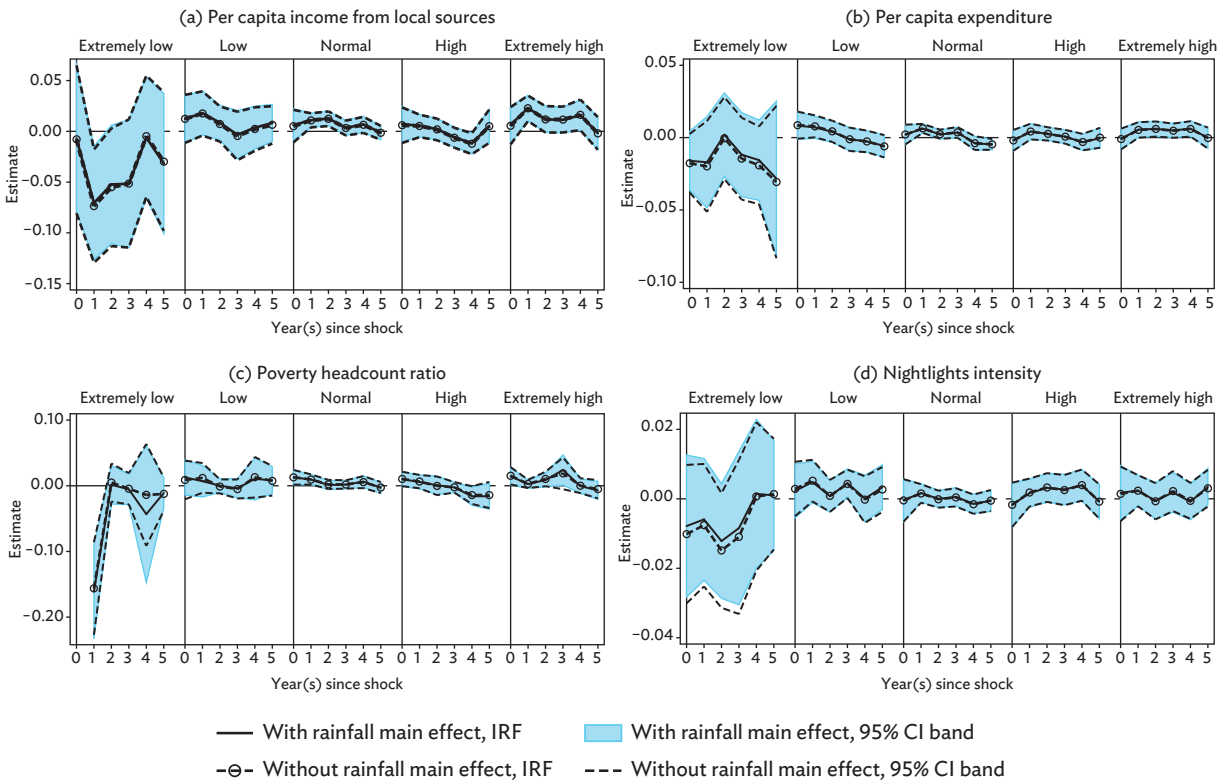 (a) Per capita income from local sources
Extremely low Low Normal High Extremely high
0.05
0.00
−0.05
−0.10
−0.15
Estimate
0 1 2 3 4 5 0 1 2 3 4 5 0 1 2 3 4 5 0 1 2 3 4 5 0 1 2 3 4 5
Year(s) since shock
(b) Per capita expenditure
Extremely low Low Normal High Extremely high
0.05
0.00
−0.05
−0.10
Estimate
0 1 2 3 4 5 0 1 2 3 4 5 0 1 2 3 4 5 0 1 2 3 4 5 0 1 2 3 4 5
Year(s) since shock
(c) Poverty headcount ratio
Extremely low Low Normal High Extremely high
0.10
0.00
−0.10
−0.20
Estimate
0 1 2 3 4 5 0 1 2 3 4 5 0 1 2 3 4 5 0 1 2 3 4 5 0 1 2 3 4 5
Year(s) since shock
(d) Nightlights intensity
Extremely low Low Normal High Extremely high
0.02
0.00
−0.02
−0.04
Estimate
0 1 2 3 4 5 0 1 2 3 4 5 0 1 2 3 4 5 0 1 2 3 4 5 0 1 2 3 4 5
Year(s) since shock
With rainfall main effect, IRF
With rainfall main effect, 95% CI band
Without rainfall main effect, IRF
Without rainfall main effect, 95% CI band